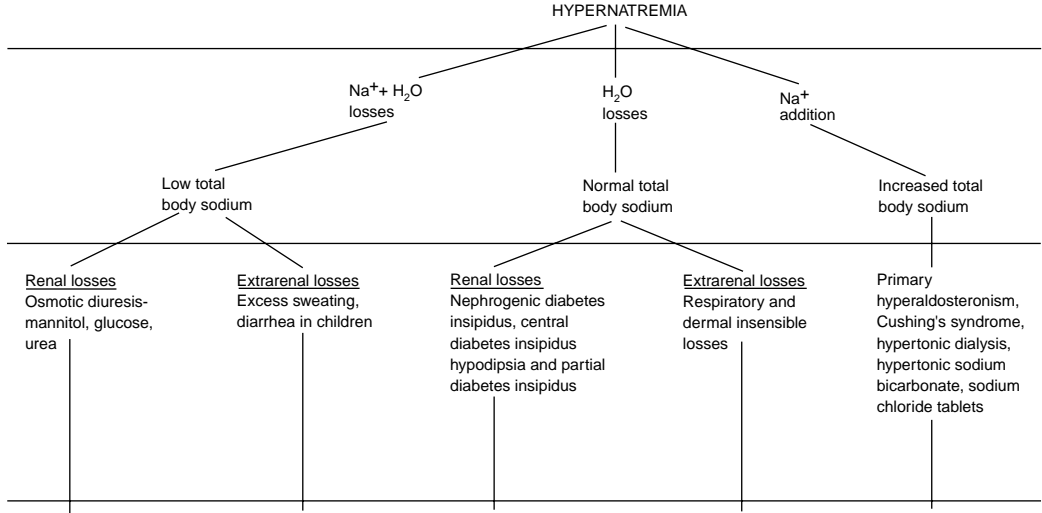 HYPERNATREMIA
Na+ + H2O
losses
H2O
losses
Na+
addition
Low total
body sodium
Normal total
body sodium
Increased total
body sodium
Renal losses
Osmotic diuresis-
mannitol, glucose,
urea
Extrarenal losses
Excess sweating,
diarrhea in children
Renal losses
Nephrogenic diabetes
insipidus, central
diabetes insipidus
hypodipsia and partial
diabetes insipidus
Extrarenal losses
Respiratory and
dermal insensible
losses
Primary
hyperaldosteronism,
Cushing's syndrome,
hypertonic dialysis,
hypertonic sodium
bicarbonate, sodium
chloride tablets